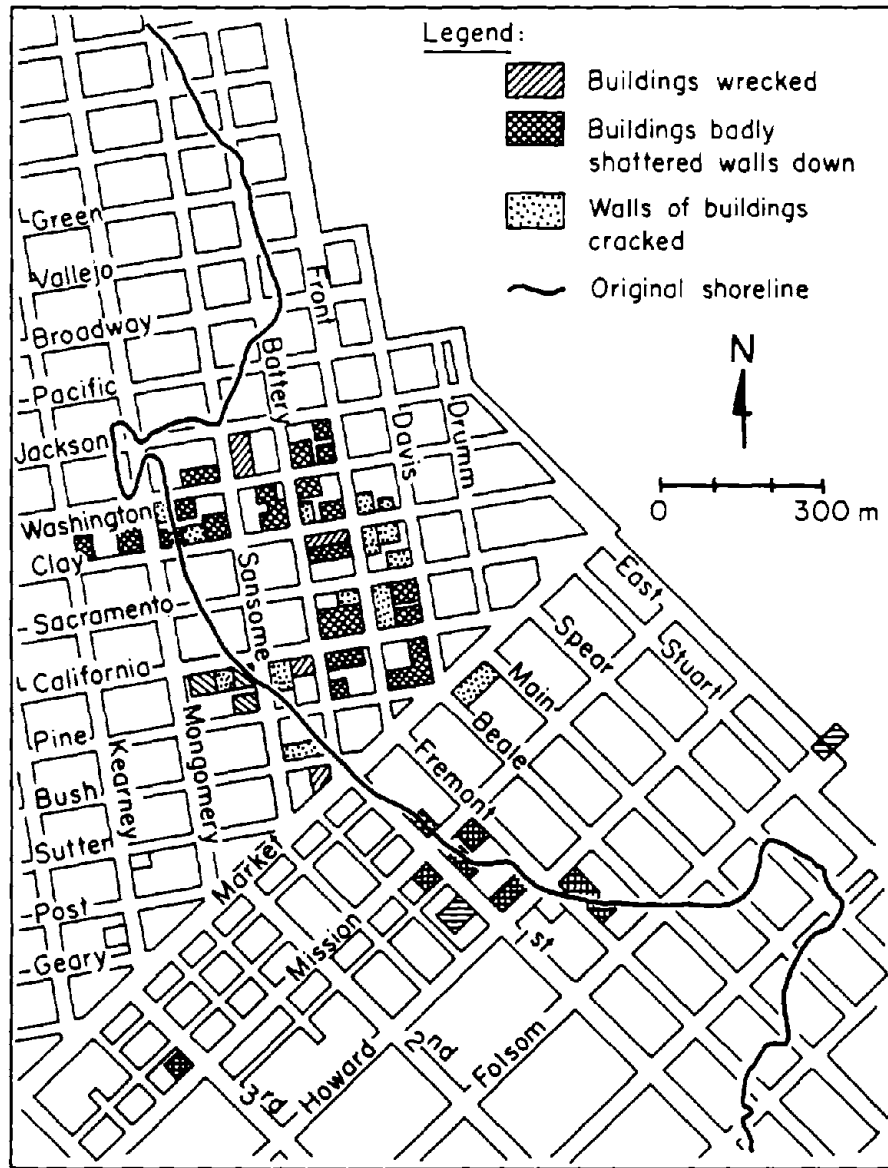 Legend:
Buildings wrecked
Buildings badly
shattered walls down
Walls of buildings
cracked
Original shoreline
N
0 300 m
Green
Vallejo
Broadway
Pacific
Jackson
Washington
Clay
Sacramento
California
Pine
Bush
Sutter
Post
Geary
Kearney
Mongomery
Sansome
Battery
Front
Davis
Drumm
East
Stuart
Spear
Main
Beale
Fremont
1st
Market
Mission
Howard
Folsom
2nd
3rd